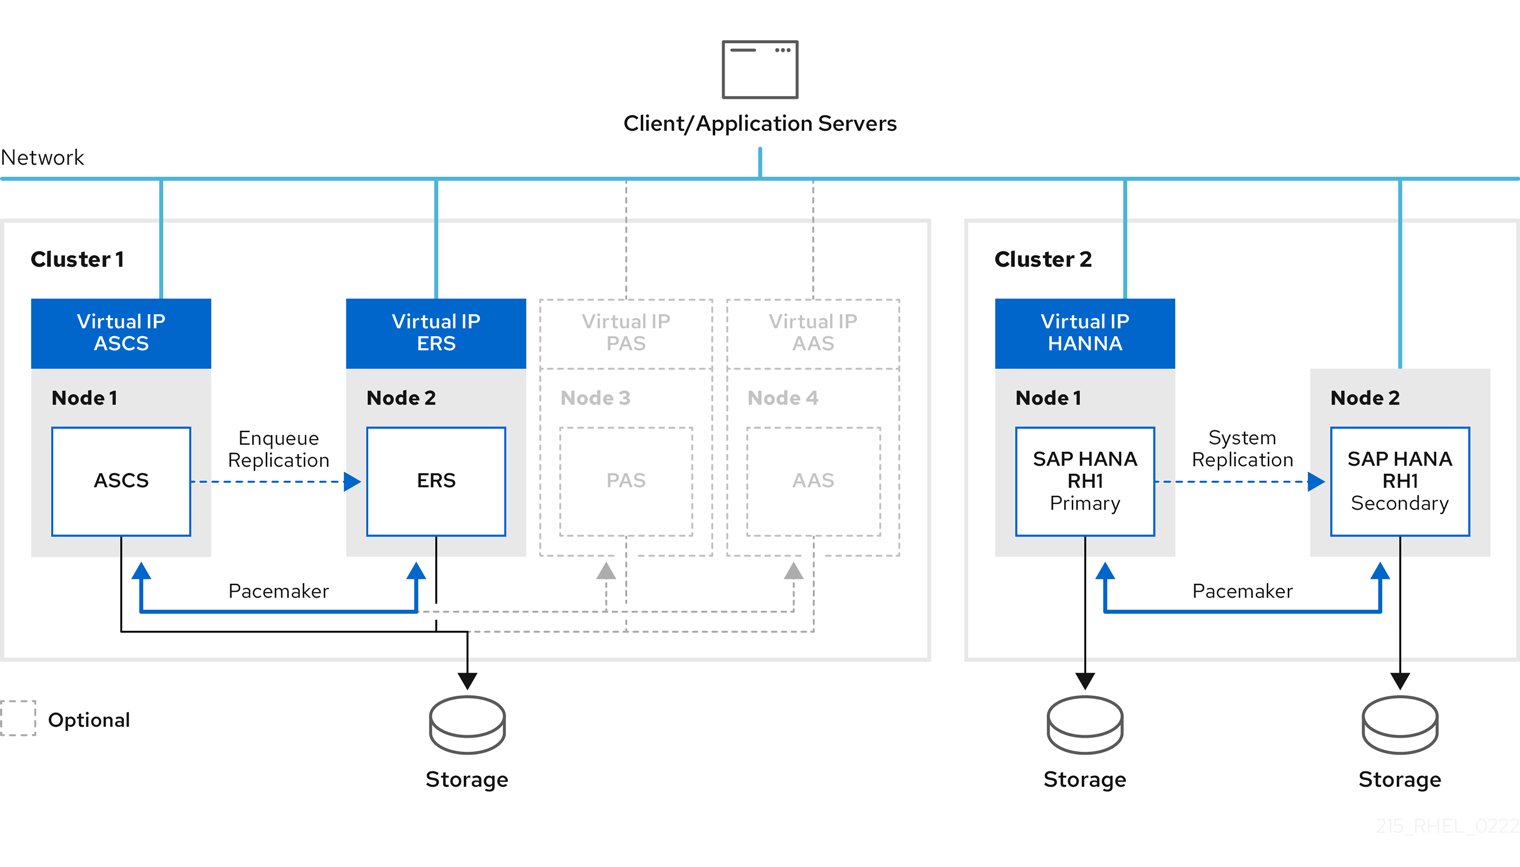 Client/Application Servers
Network
Cluster 1
Virtual IP
ASCS
Node 1
ASCS
Enqueue
Replication
Virtual IP
ERS
Node 2
ERS
Virtual IP
PAS
Node 3
PAS
Virtual IP
AAS
Node 4
AAS
Pacemaker
Storage
Cluster 2
Virtual IP
HANNA
Node 1
SAP HANA
RH1
Primary
System
Replication
Node 2
SAP HANA
RH1
Secondary
Pacemaker
Storage
Storage
Optional
215_RHEL_0222